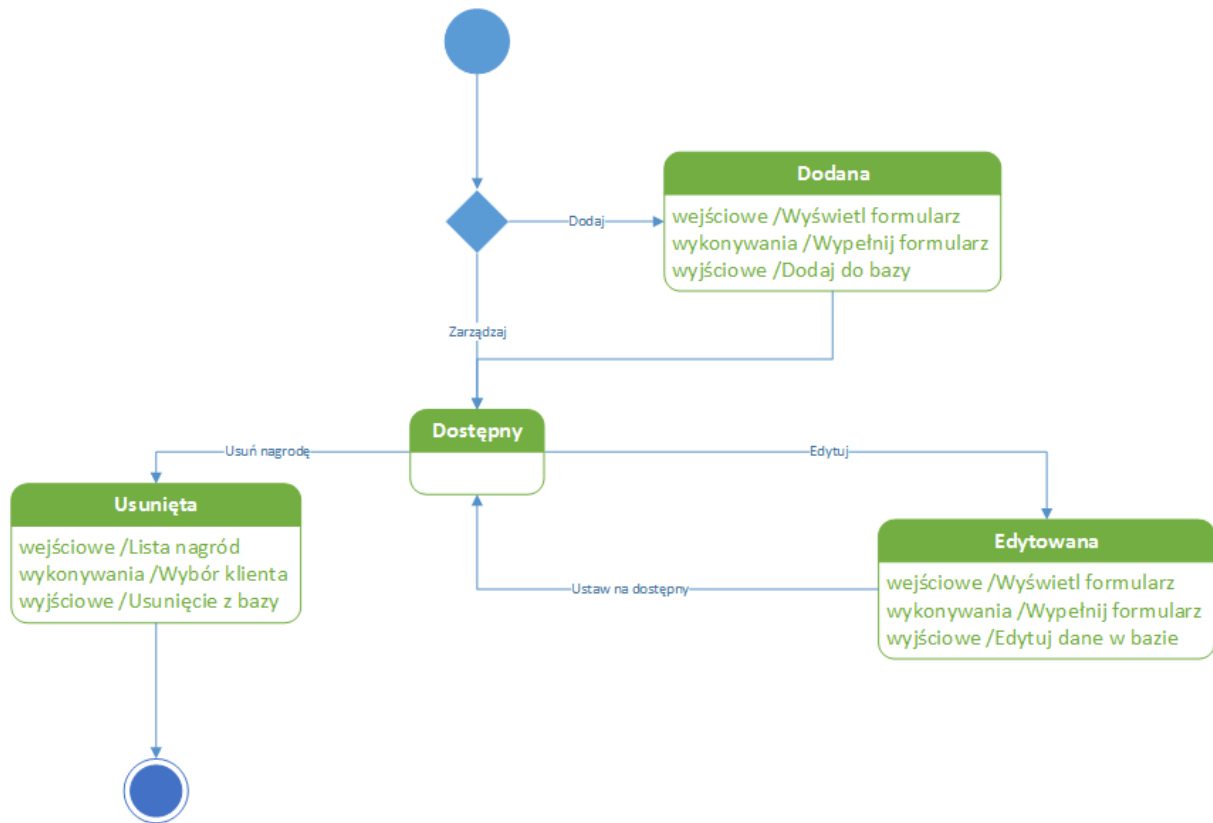 Dodana
wejściowe /Wyświetl formularz
wykonywania /Wypełnij formularz
wyjściowe /Dodaj do bazy
Dodaj
Zarządzaj
Dostępny
Usuń nagrodę
Edytuj
Usunięta
wejściowe /Lista nagród
wykonywania /Wybór klienta
wyjściowe /Usunięcie z bazy
Edytowana
wejściowe /Wyświetl formularz
wykonywania /Wypełnij formularz
wyjściowe /Edytuj dane w bazie
Ustaw na dostępny